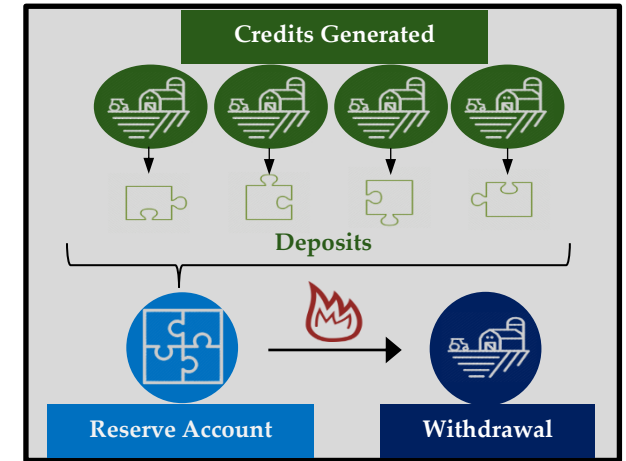 Credits Generated
Deposits
Reserve Account
Withdrawal